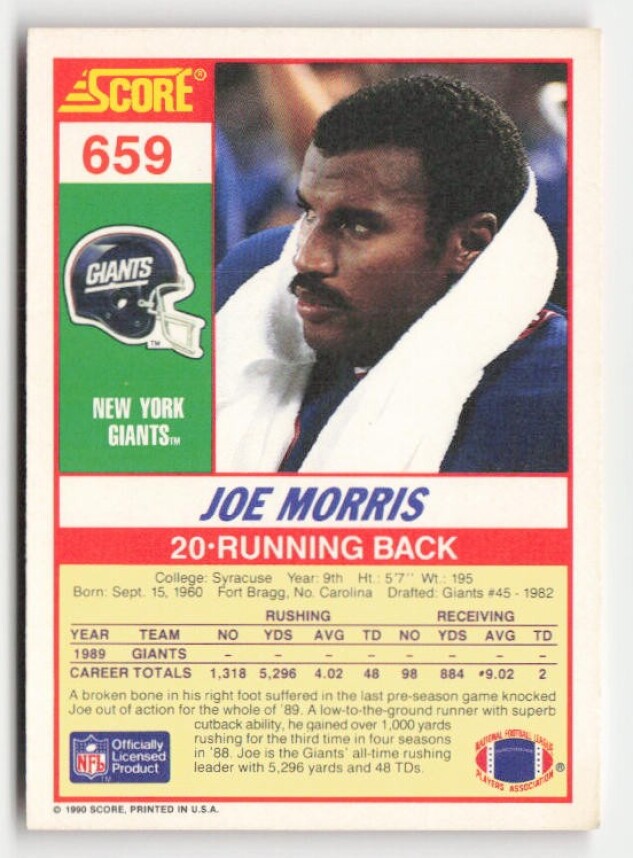 SCORE®
659
GIANTS
TM
NEW YORK
GIANTS™
JOE MORRIS
20•RUNNING BACK
College: Syracuse Year: 9th Ht.: 5'7'' Wt.: 195
Born: Sept. 15, 1960 Fort Bragg, No. Carolina Drafted: Giants #45 - 1982
RUSHING RECEIVING
YEAR TEAM NO YDS AVG TD NO YDS AVG TD
1989 GIANTS – – – – – – – –
CAREER TOTALS 1,318 5,296 4.02 48 98 884 *9.02 2
A broken bone in his right foot suffered in the last pre-season game knocked
Joe out of action for the whole of '89. A low-to-the-ground runner with superb
cutback ability, he gained over 1,000 yards
rushing for the third time in four seasons
in '88. Joe is the Giants' all-time rushing
leader with 5,296 yards and 48 TDs.
NFL
Officially
Licensed
Product
TM
NATIONAL FOOTBALL LEAGUE
PLAYERS ASSOCIATION
®
© 1990 SCORE, PRINTED IN U.S.A.